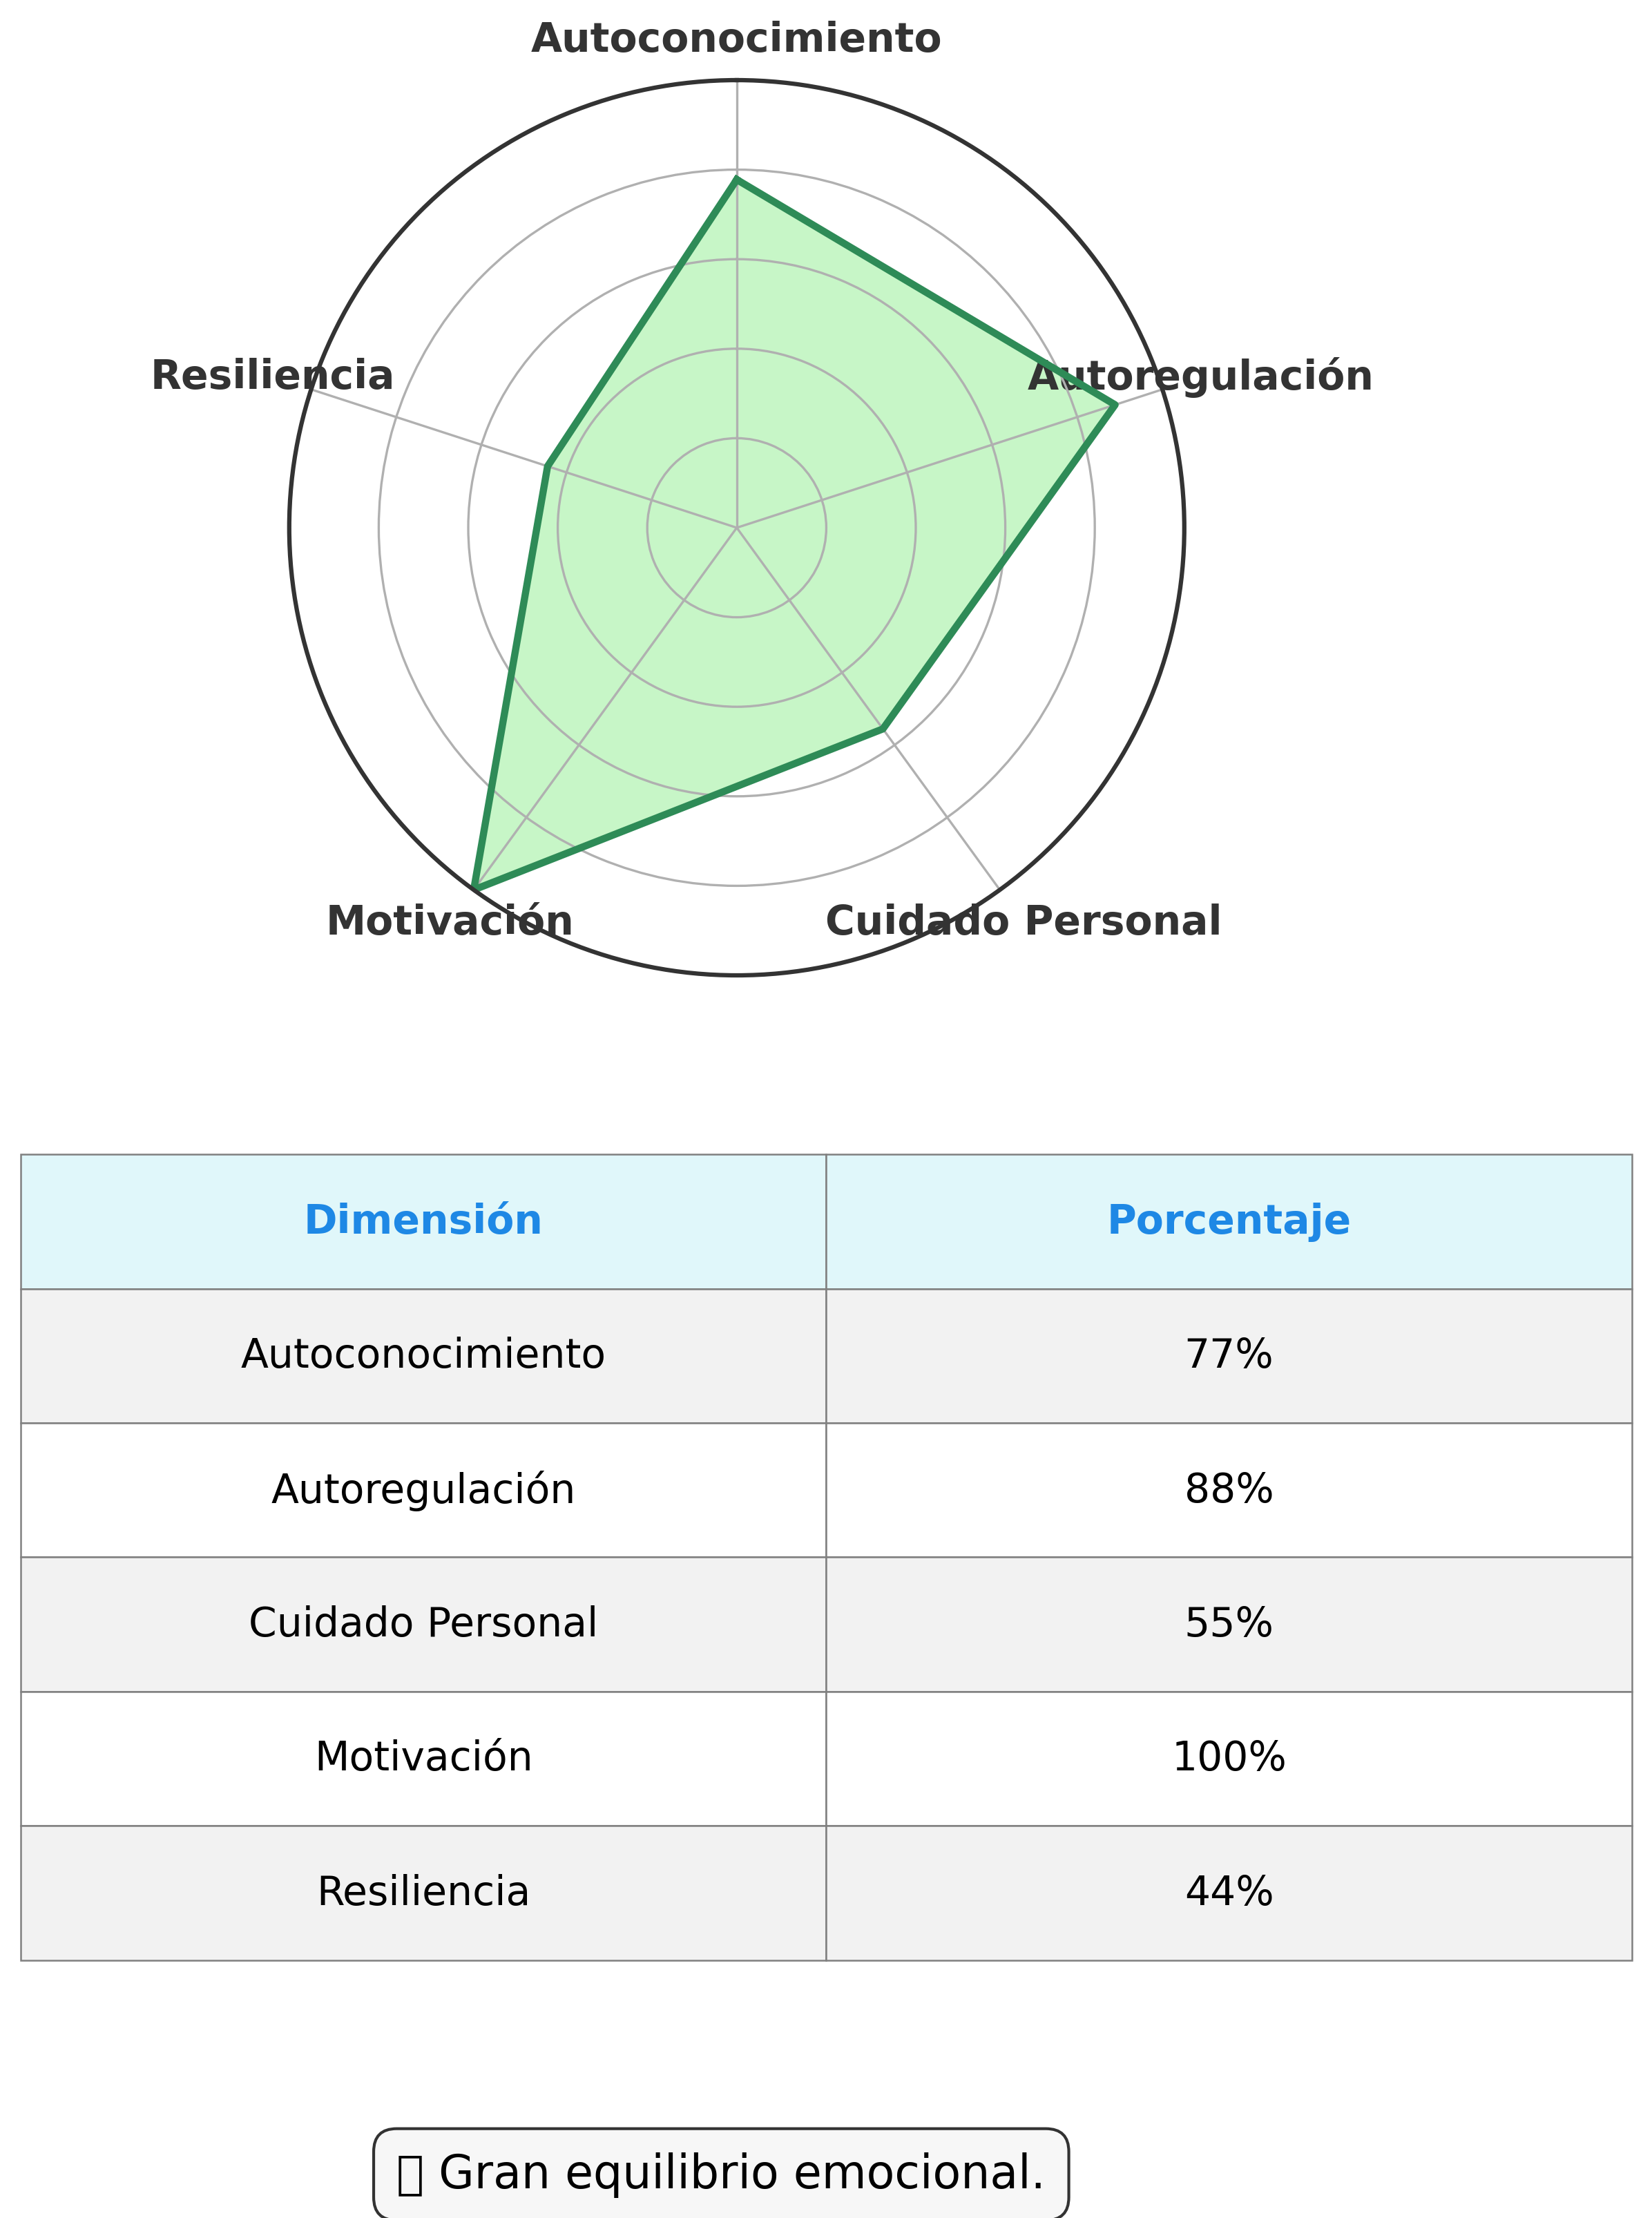 Autoconocimiento
Resiliencia
Autoregulación
Motivación
Cuidado Personal
Dimensión Porcentaje
Autoconocimiento 77%
Autoregulación 88%
Cuidado Personal 55%
Motivación 100%
Resiliencia 44%
Gran equilibrio emocional.